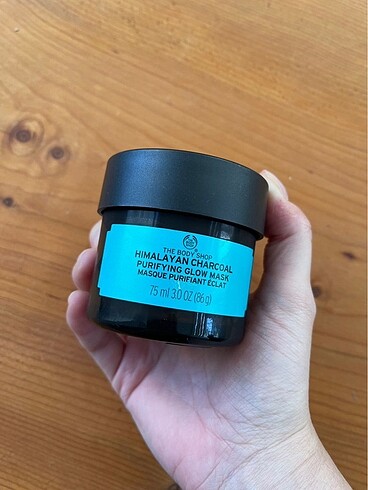 THE BODY SHOP®
HIMALAYAN CHARCOAL
PURIFYING GLOW MASK
MASQUE PURIFIANT ÉCLAT
75 ml 3.0 OZ (86 g)